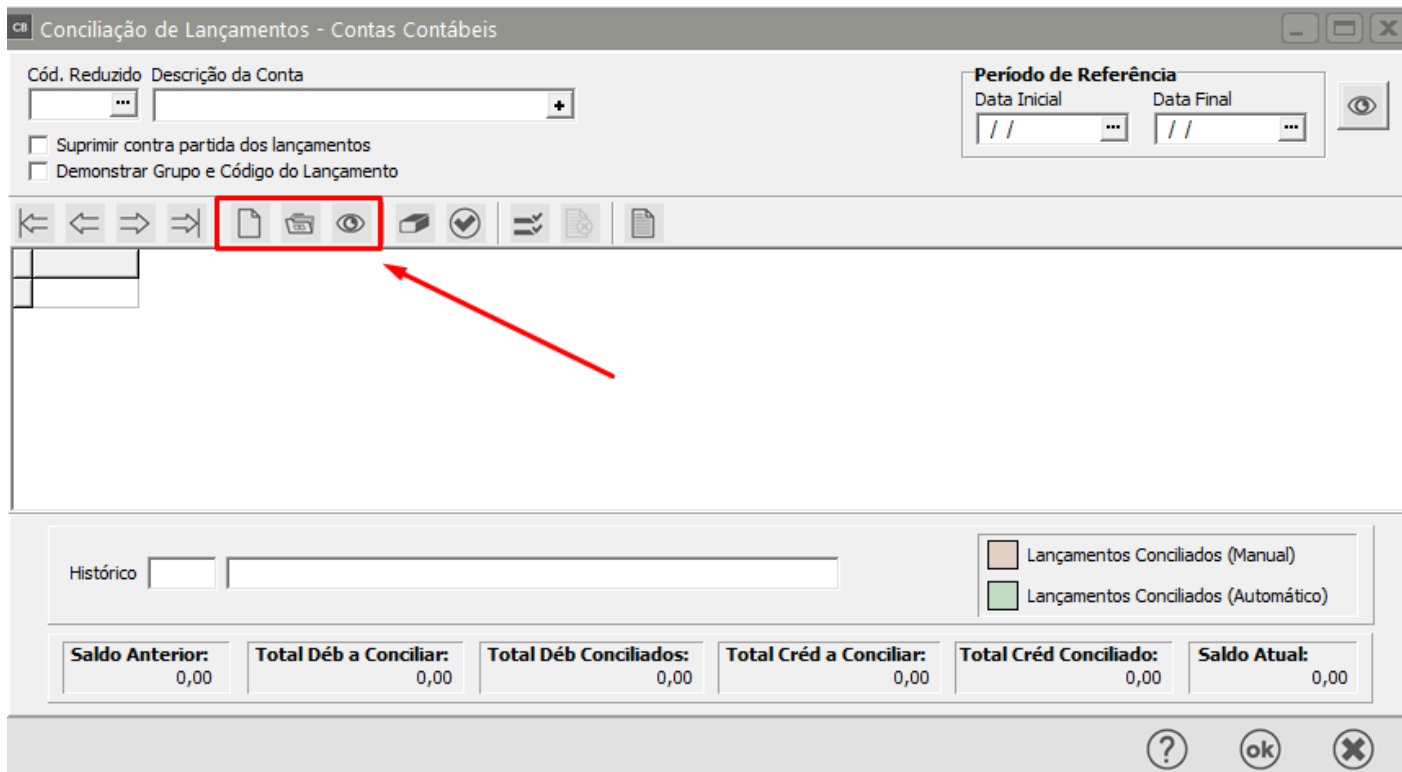 CB Conciliação de Lançamentos - Contas Contábeis
Cód. Reduzido Descrição da Conta
Período de Referência
Data Inicial Data Final
/ / / /
Suprimir contra partida dos lançamentos
Demonstrar Grupo e Código do Lançamento
Histórico
Lançamentos Conciliados (Manual)
Lançamentos Conciliados (Automático)
Saldo Anterior: Total Déb a Conciliar: Total Déb Conciliados: Total Créd a Conciliar: Total Créd Conciliado: Saldo Atual:
0,00 0,00 0,00 0,00 0,00 0,00
? ok